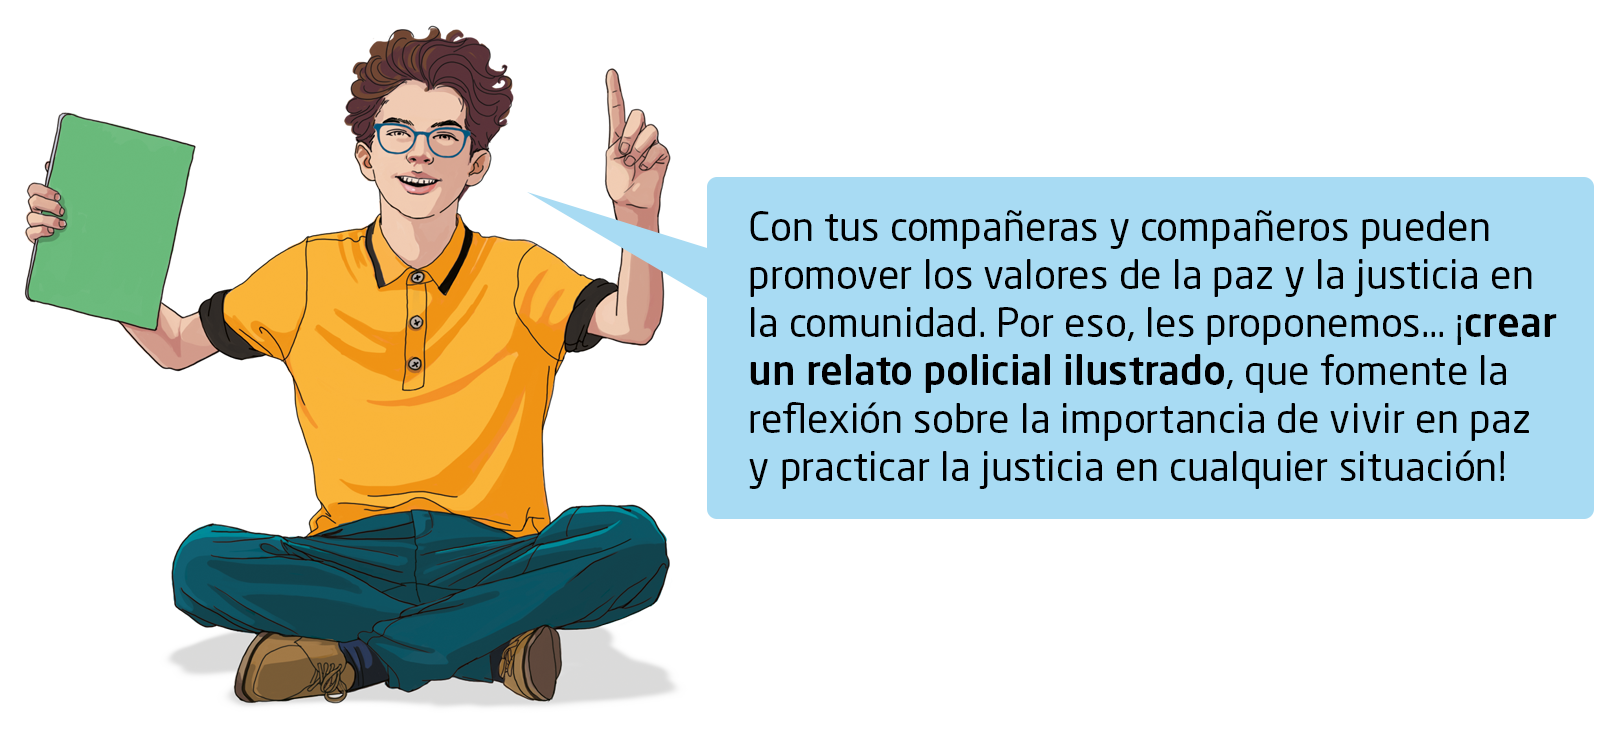 Con tus compañeras y compañeros pueden
promover los valores de la paz y la justicia en
la comunidad. Por eso, les proponemos... ¡crear
un relato policial ilustrado, que fomente la
reflexión sobre la importancia de vivir en paz
y practicar la justicia en cualquier situación!